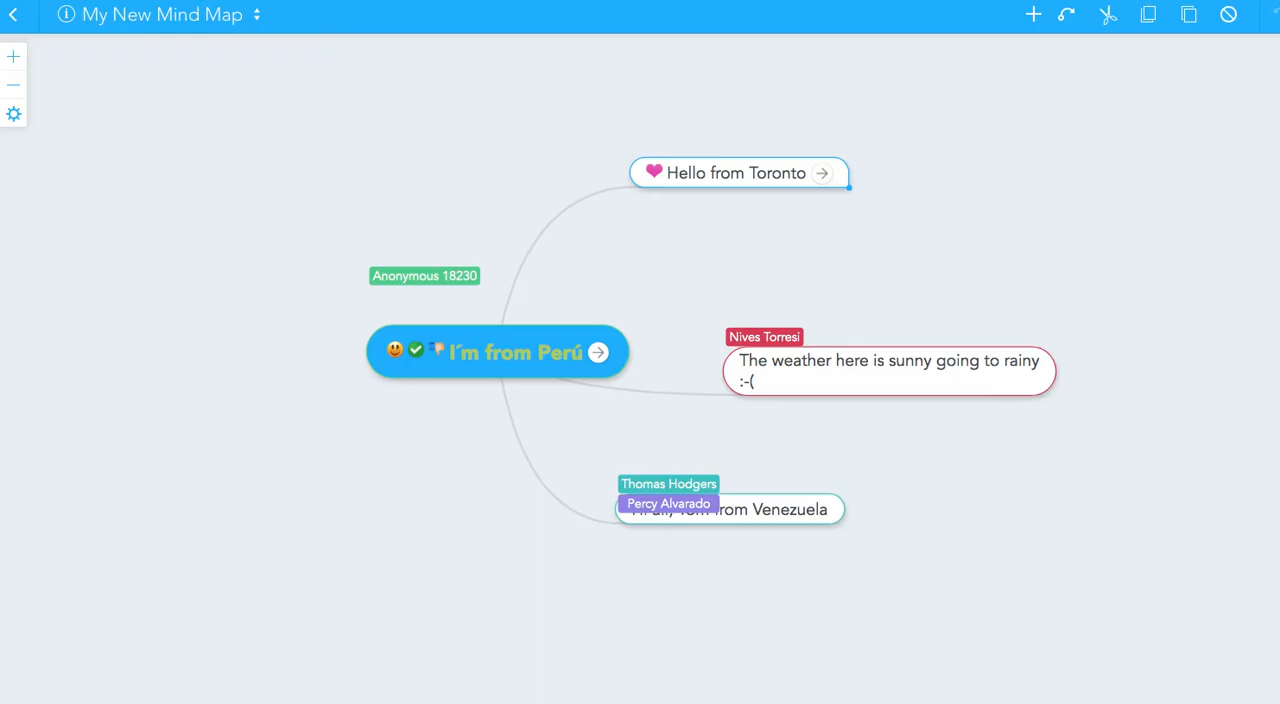 My New Mind Map
Hello from Toronto
Anonymous 18230
I´m from Perú
Nives Torresi
The weather here is sunny going to rainy
:-(
Thomas Hodgers
Percy Alvarado
from Venezuela